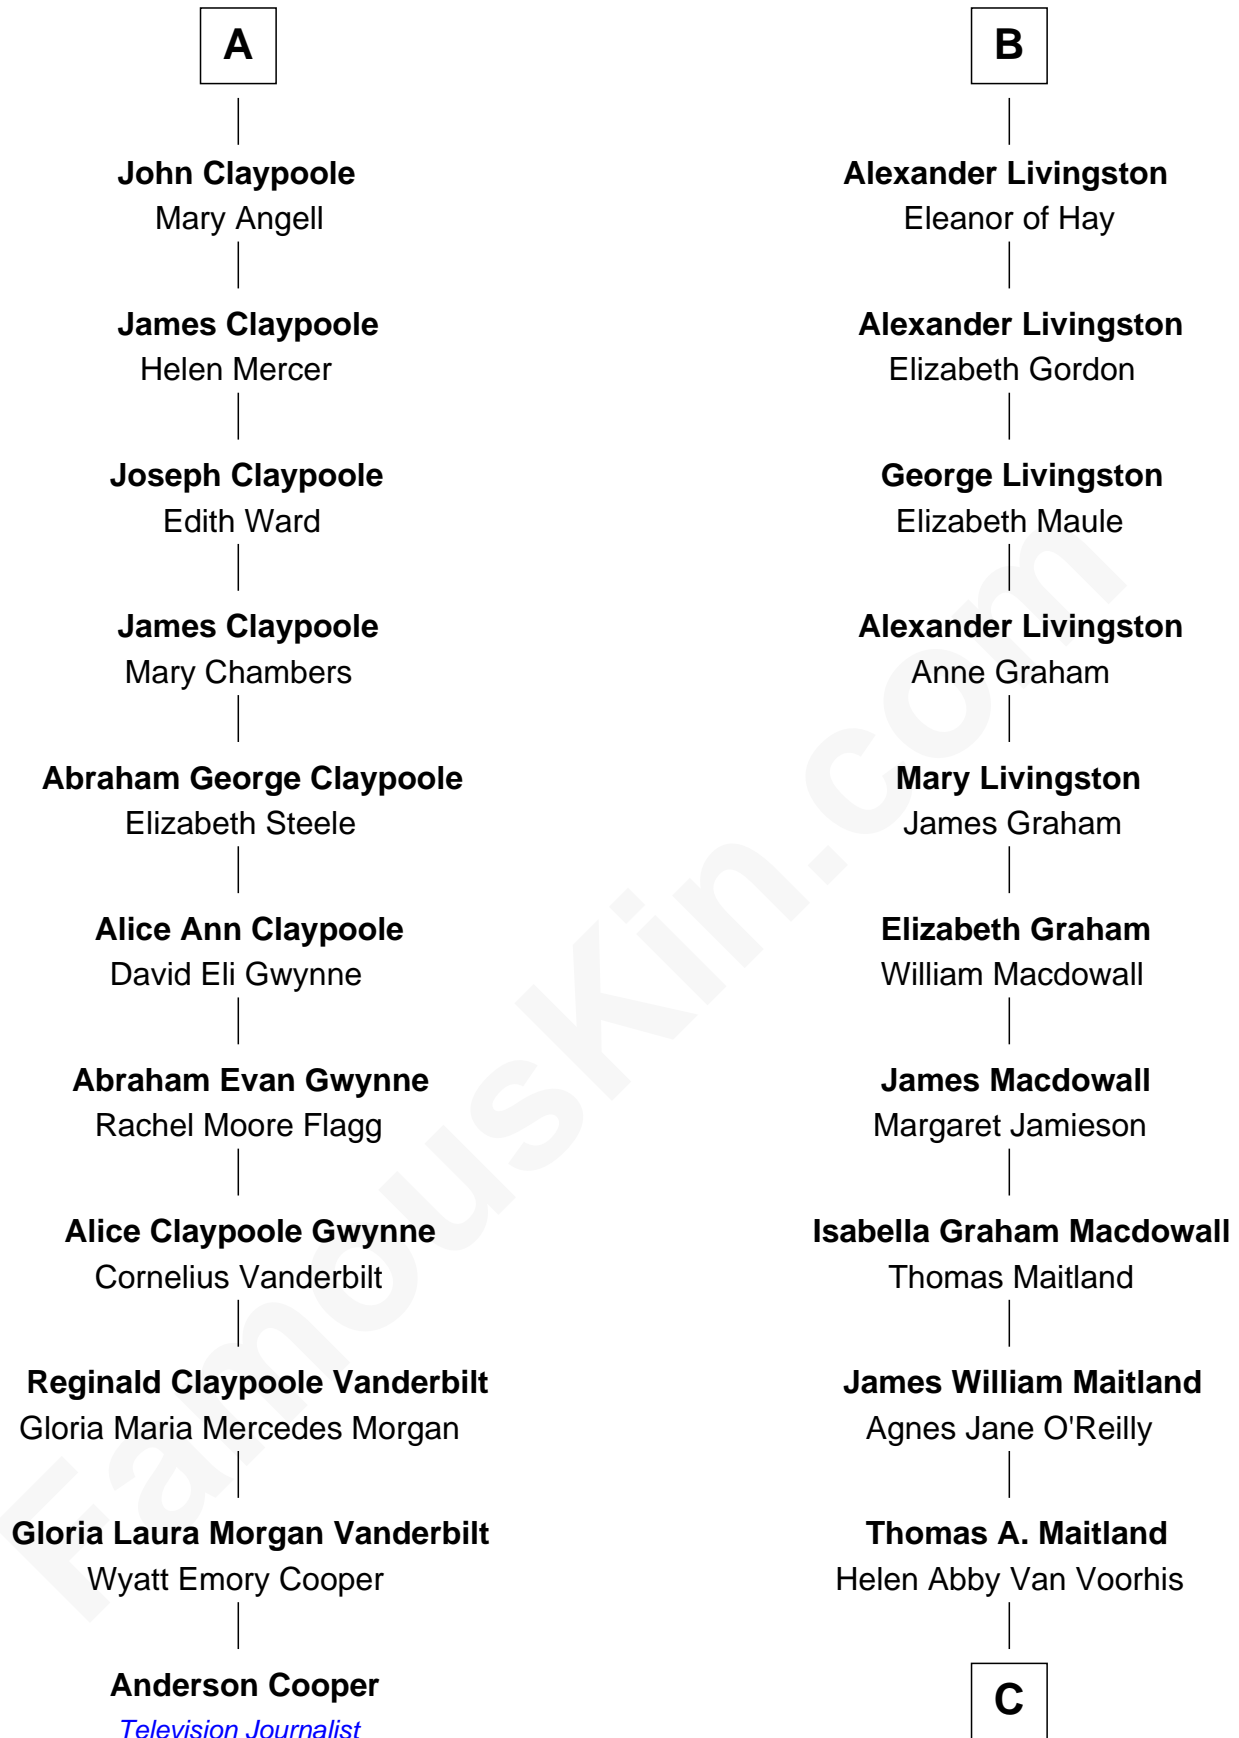 A
John Claypoole
Mary Angell
James Claypoole
Helen Mercer
Joseph Claypoole
Edith Ward
James Claypoole
Mary Chambers
Abraham George Claypoole
Elizabeth Steele
Alice Ann Claypoole
David Eli Gwynne
Abraham Evan Gwynne
Rachel Moore Flagg
Alice Claypoole Gwynne
Cornelius Vanderbilt
Reginald Claypoole Vanderbilt
Gloria Maria Mercedes Morgan
Gloria Laura Morgan Vanderbilt
Wyatt Emory Cooper
Anderson Cooper
Television Journalist
B
Alexander Livingston
Eleanor of Hay
Alexander Livingston
Elizabeth Gordon
George Livingston
Elizabeth Maule
Alexander Livingston
Anne Graham
Mary Livingston
James Graham
Elizabeth Graham
William Macdowall
James Macdowall
Margaret Jamieson
Isabella Graham Macdowall
Thomas Maitland
James William Maitland
Agnes Jane O'Reilly
Thomas A. Maitland
Helen Abby Van Voorhis
C
FamousKin.com